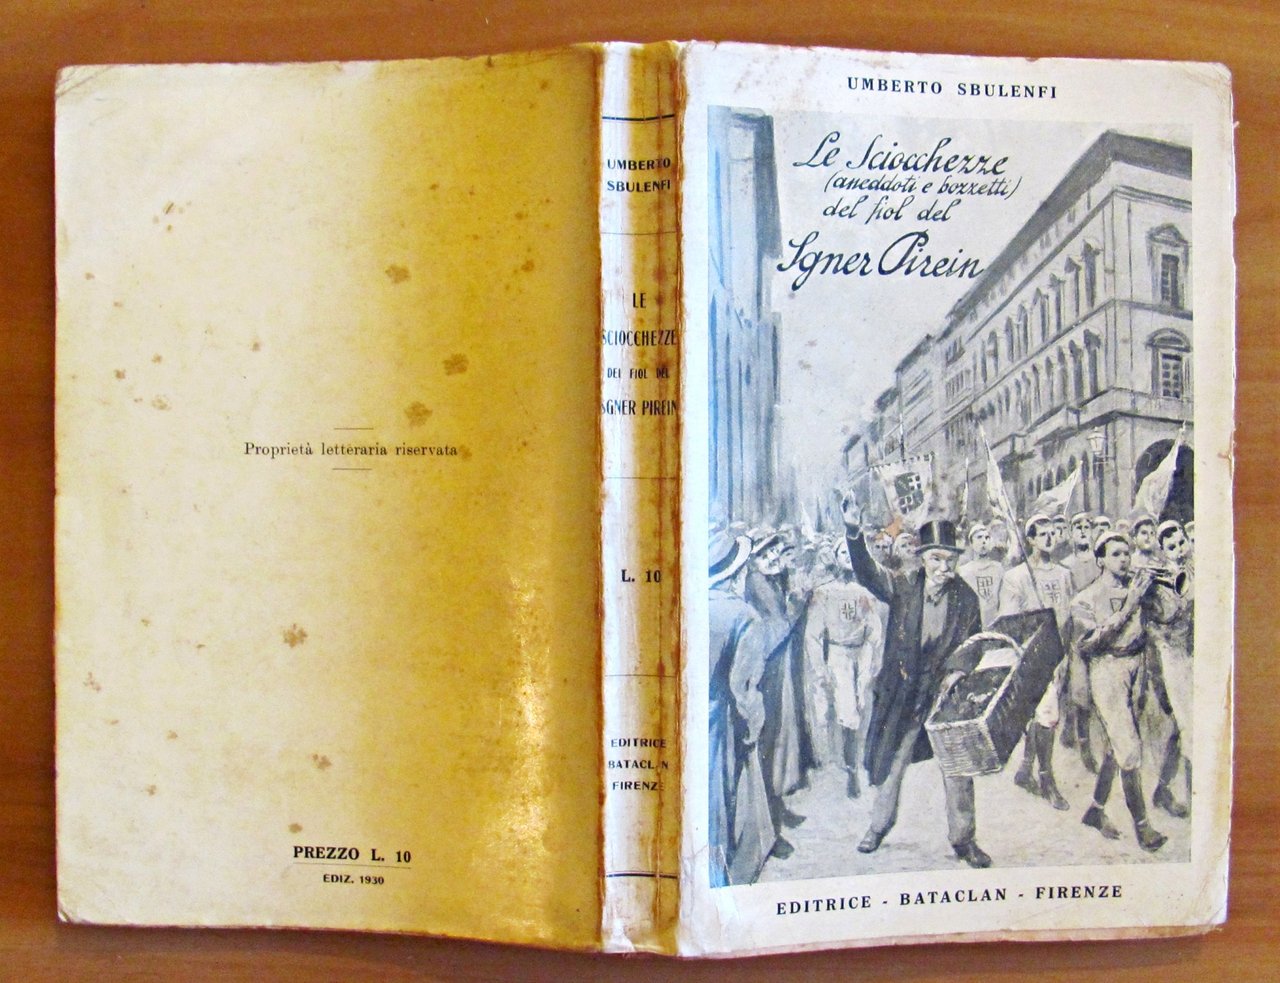 Proprietà letteraria riservata
PREZZO L. 10
EDIZ. 1930
UMBERTO
SBULENFI
LE
SCIOCCHEZZE
DEI FIOL DEL
SGNER PIREIN
L. 10
EDITRICE
BATACLAN
FIRENZE
UMBERTO SBULENFI
Le Sciocchezze
(aneddoti e bozzetti)
del fiol del
Sgner Pirein
EDITRICE - BATACLAN - FIRENZE